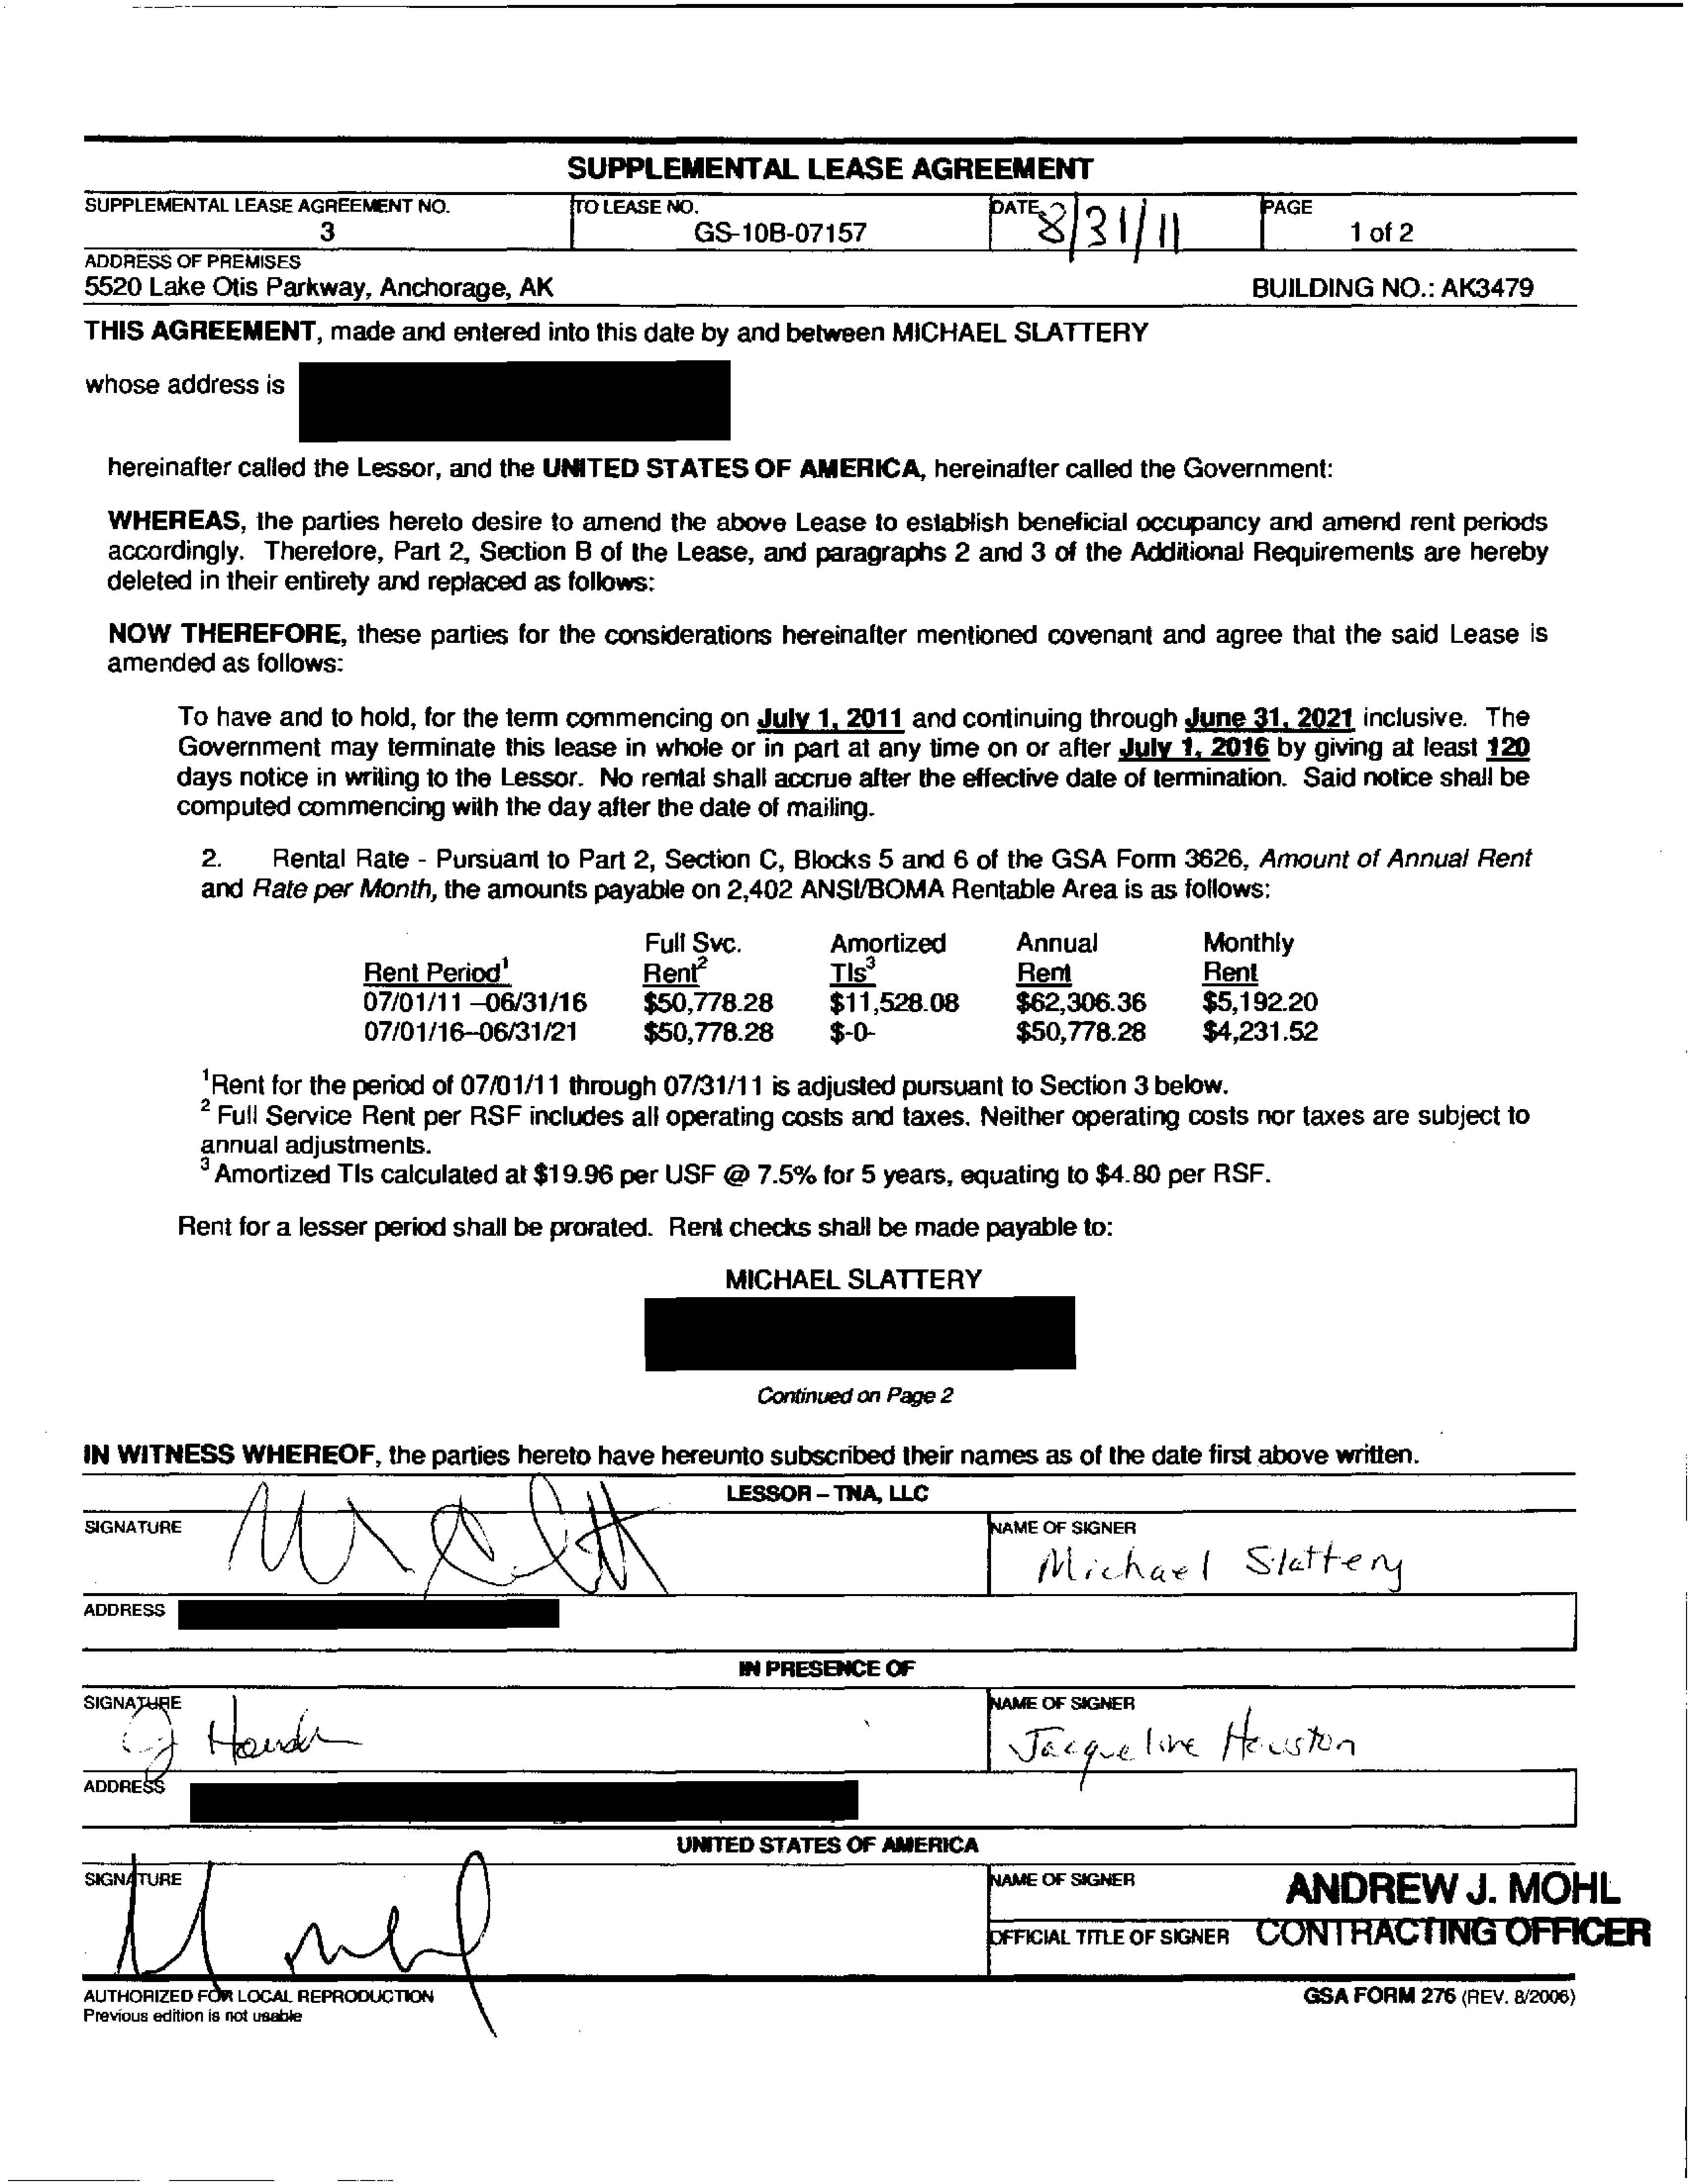 SUPPLEMENTAL LEASE AGREEMENT
SUPPLEMENTAL LEASE AGREEMENT NO. TO LEASE NO. DATE PAGE
3 GS-10B-07157 8/31/11 1 of 2
ADDRESS OF PREMISES
5520 Lake Otis Parkway, Anchorage, AK BUILDING NO.: AK3479
THIS AGREEMENT, made and entered into this date by and between MICHAEL SLATTERY
whose address is
hereinafter called the Lessor, and the UNITED STATES OF AMERICA, hereinafter called the Government:
WHEREAS, the parties hereto desire to amend the above Lease to establish beneficial occupancy and amend rent periods
accordingly. Therefore, Part 2, Section B of the Lease, and paragraphs 2 and 3 of the Additional Requirements are hereby
deleted in their entirety and replaced as follows:
NOW THEREFORE, these parties for the considerations hereinafter mentioned covenant and agree that the said Lease is
amended as follows:
To have and to hold, for the term commencing on July 1, 2011 and continuing through June 31, 2021 inclusive. The
Government may terminate this lease in whole or in part at any time on or after July 1, 2016 by giving at least 120
days notice in writing to the Lessor. No rental shall accrue after the effective date of termination. Said notice shall be
computed commencing with the day after the date of mailing.
2. Rental Rate - Pursuant to Part 2, Section C, Blocks 5 and 6 of the GSA Form 3626, Amount of Annual Rent
and Rate per Month, the amounts payable on 2,402 ANSI/BOMA Rentable Area is as follows:
Full Svc. Amortized Annual Monthly
Rent Period¹ Rent² TIs³ Rent Rent
07/01/11 –06/31/16 $50,778.28 $11,528.08 $62,306.36 $5,192.20
07/01/16–06/31/21 $50,778.28 $-0- $50,778.28 $4,231.52
¹Rent for the period of 07/01/11 through 07/31/11 is adjusted pursuant to Section 3 below.
² Full Service Rent per RSF includes all operating costs and taxes. Neither operating costs nor taxes are subject to
annual adjustments.
³ Amortized TIs calculated at $19.96 per USF @ 7.5% for 5 years, equating to $4.80 per RSF.
Rent for a lesser period shall be prorated. Rent checks shall be made payable to:
MICHAEL SLATTERY
Continued on Page 2
IN WITNESS WHEREOF, the parties hereto have hereunto subscribed their names as of the date first above written.
LESSOR – TNA, LLC
SIGNATURE NAME OF SIGNER
Michael Slattery
ADDRESS
IN PRESENCE OF
SIGNATURE NAME OF SIGNER
Jacqueline Houston
ADDRESS
UNITED STATES OF AMERICA
SIGNATURE NAME OF SIGNER ANDREW J. MOHL
OFFICIAL TITLE OF SIGNER CONTRACTING OFFICER
AUTHORIZED FOR LOCAL REPRODUCTION GSA FORM 276 (REV. 8/2006)
Previous edition is not usable